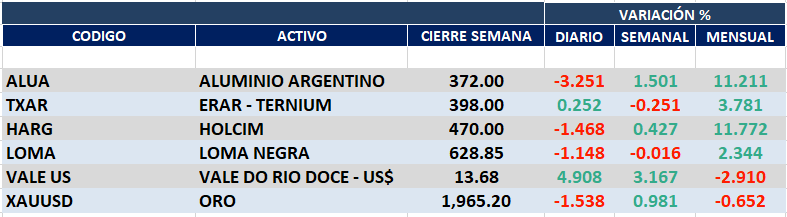 VARIACIÓN %
CODIGO ACTIVO CIERRE SEMANA DIARIO SEMANAL MENSUAL
ALUA ALUMINIO ARGENTINO 372.00 -3.251 1.501 11.211
TXAR ERAR - TERNIUM 398.00 0.252 -0.251 3.781
HARG HOLCIM 470.00 -1.468 0.427 11.772
LOMA LOMA NEGRA 628.85 -1.148 -0.016 2.344
VALE US VALE DO RIO DOCE - US$ 13.68 4.908 3.167 -2.910
XAUUSD ORO 1,965.20 -1.538 0.981 -0.652